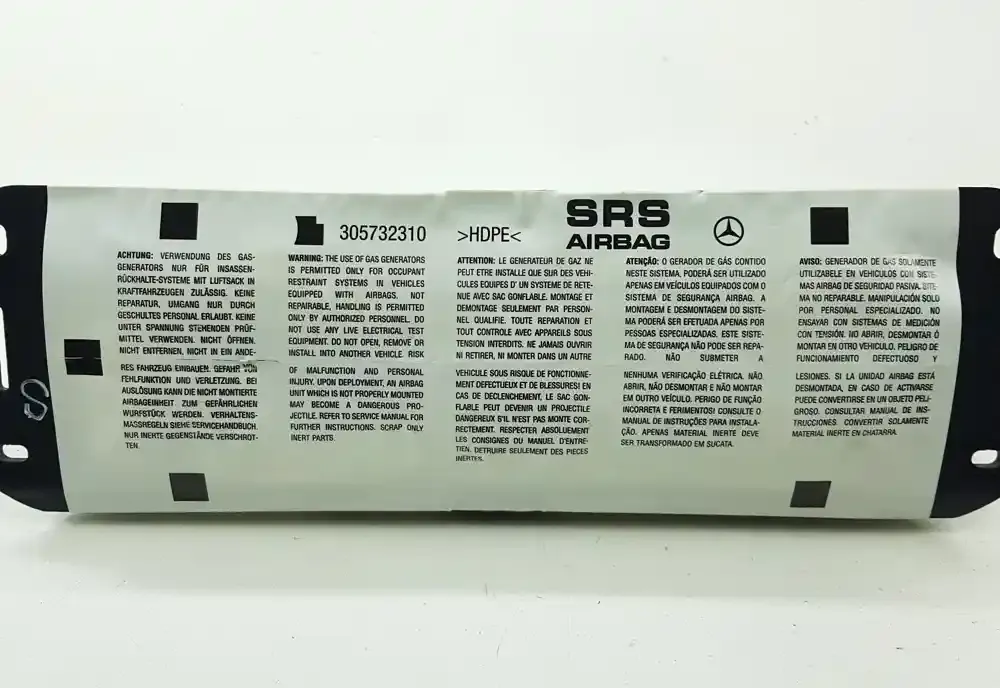 305732310
>HDPE<
SRS
AIRBAG
ACHTUNG: VERWENDUNG DES GAS-
GENERATORS NUR FÜR INSASSEN-
RÜCKHALTE-SYSTEME MIT LUFTSACK IN
KRAFTFAHRZEUGEN ZULÄSSIG. KEINE
REPARATUR, UMGANG NUR DURCH
GESCHULTES PERSONAL ERLAUBT. KEINE
UNTER SPANNUNG STEHENDEN PRÜF-
MITTEL VERWENDEN. NICHT ÖFFNEN.
NICHT ENTFERNEN, NICHT IN EIN ANDE-
RES FAHRZEUG EINBAUEN. GEFAHR VON
FEHLFUNKTION UND VERLETZUNG. BEI
AUSLÖSUNG KANN DIE NICHT MONTIERTE
AIRBAGEINHEIT ZUM GEFÄHRLICHEN
WURFSTÜCK WERDEN. VERHALTENS-
MASSREGELN SIEHE SERVICEHANDBUCH.
NUR INERTE GEGENSTÄNDE VERSCHROT-
TEN.
WARNING: THE USE OF GAS GENERATORS
IS PERMITTED ONLY FOR OCCUPANT
RESTRAINT SYSTEMS IN VEHICLES
EQUIPPED WITH AIRBAGS. NOT
REPAIRABLE, HANDLING IS PERMITTED
ONLY BY AUTHORIZED PERSONNEL. DO
NOT USE ANY LIVE ELECTRICAL TEST
EQUIPMENT. DO NOT OPEN, REMOVE OR
INSTALL INTO ANOTHER VEHICLE. RISK
OF MALFUNCTION AND PERSONAL
INJURY. UPON DEPLOYMENT, AN AIRBAG
UNIT WHICH IS NOT PROPERLY MOUNTED
MAY BECOME A DANGEROUS PRO-
JECTILE. REFER TO SERVICE MANUAL FOR
FURTHER INSTRUCTIONS. SCRAP ONLY
INERT PARTS.
ATTENTION: LE GENERATEUR DE GAZ NE
PEUT ETRE INSTALLE QUE SUR DES VEHI-
CULES EQUIPES D' UN SYSTEME DE RETE-
NUE AVEC SAC GONFLABLE. MONTAGE ET
DEMONTAGE SEULEMENT PAR PERSON-
NEL QUALIFIE. TOUTE REPARATION ET
TOUT CONTROLE AVEC APPAREILS SOUS
TENSION INTERDITS. NE JAMAIS OUVRIR
NI RETIRER, NI MONTER DANS UN AUTRE
VEHICULE SOUS RISQUE DE FONCTIONNE-
MENT DEFECTUEUX ET DE BLESSURES! EN
CAS DE DECLENCHEMENT, LE SAC GON-
FLABLE PEUT DEVENIR UN PROJECTILE
DANGEREUX S'IL N'EST PAS MONTE COR-
RECTEMENT. RESPECTER ABSOLUEMENT
LES CONSIGNES DU MANUEL D'ENTRE-
TIEN. DETRUIRE SEULEMENT DES PIECES
INERTES.
ATENÇÃO: O GERADOR DE GÁS CONTIDO
NESTE SISTEMA, PODERÁ SER UTILIZADO
APENAS EM VEÍCULOS EQUIPADOS COM O
SISTEMA DE SEGURANÇA AIRBAG. A
MONTAGEM E DESMONTAGEM DO SISTE-
MA PODERÁ SER EFETUADA APENAS POR
PESSOAS ESPECIALIZADAS. ESTE SISTE-
MA DE SEGURANÇA NÃO PODE SER REPA-
RADO. NÃO SUBMETER A
NENHUMA VERIFICAÇÃO ELÉTRICA. NÃO
ABRIR, NÃO DESMONTAR E NÃO MONTAR
EM OUTRO VEÍCULO. PERIGO DE FUNÇÃO
INCORRETA E FERIMENTOS! CONSULTE O
MANUAL DE INSTRUÇÕES PARA INSTALA-
ÇÃO. APENAS MATERIAL INERTE DEVE
SER TRANSFORMADO EM SUCATA.
AVISO: GENERADOR DE GAS SOLAMENTE
UTILIZABELE EN VEHICULOS CON SISTE-
MAS AIRBAG DE SEGURIDAD PASIVA. SISTE-
MA NO REPARABLE. MANIPULACIÓN SOLO
POR PERSONAL ESPECIALIZADO. NO
ENSAYAR CON SISTEMAS DE MEDICIÓN
CON TENSIÓN. NO ABRIR, DESMONTAR Ó
MONTAR EN OTRO VEHICULO. PELIGRO DE
FUNCIONAMIENTO DEFECTUOSO Y
LESIONES. SI LA UNIDAD AIRBAG ESTÁ
DESMONTADA, EN CASO DE ACTIVARSE
PUEDE CONVERTIRSE EN UN OBJETO PELI-
GROSO. CONSULTAR MANUAL DE INS-
TRUCCIONES. CONVERTIR SOLAMENTE
MATERIAL INERTE EN CHATARRA.